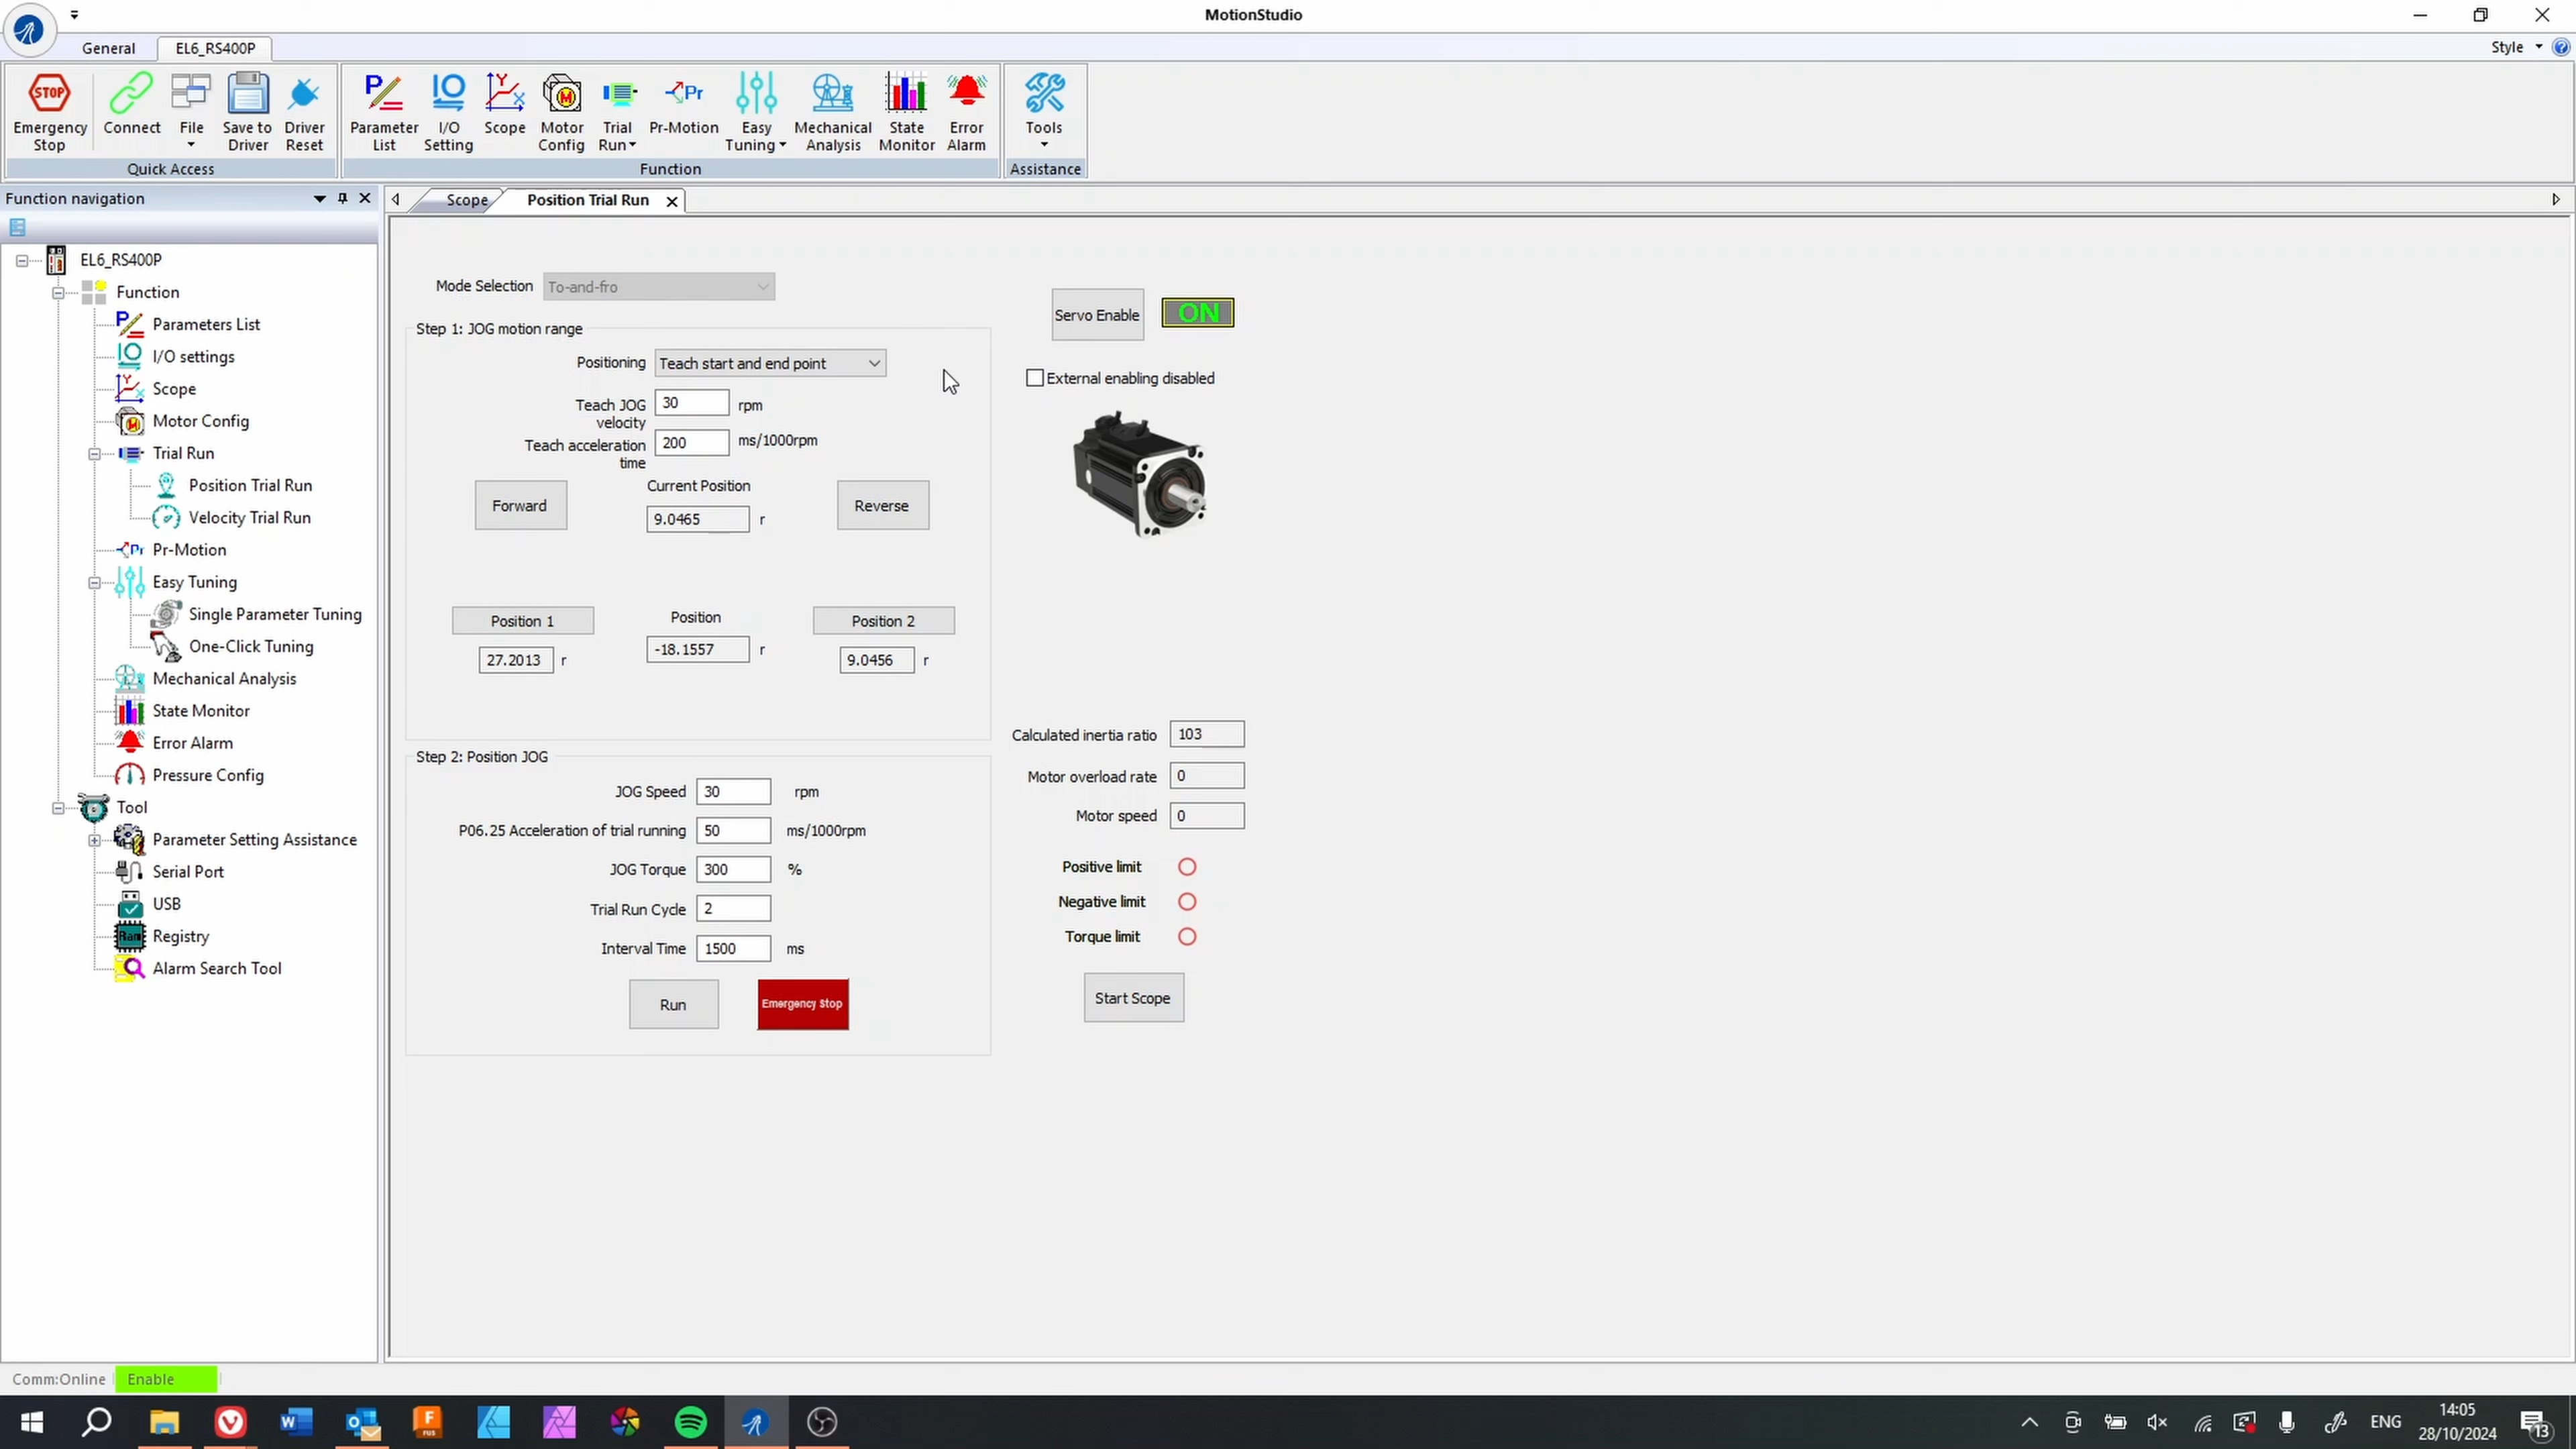 MotionStudio
General
EL6_RS400P
Style
STOP
Emergency Stop
Connect
File
Save to Driver
Driver Reset
Quick Access
Parameter List
I/O Setting
Scope
Motor Config
Trial Run
Pr-Motion
Easy Tuning
Mechanical Analysis
State Monitor
Error Alarm
Function
Tools
Assistance
Function navigation
Scope
Position Trial Run
EL6_RS400P
Function
Parameters List
I/O settings
Scope
Motor Config
Trial Run
Position Trial Run
Velocity Trial Run
Pr-Motion
Easy Tuning
Single Parameter Tuning
One-Click Tuning
Mechanical Analysis
State Monitor
Error Alarm
Pressure Config
Tool
Parameter Setting Assistance
Serial Port
USB
Registry
Alarm Search Tool
Mode Selection To-and-fro
Step 1: JOG motion range
Positioning Teach start and end point
Teach JOG velocity 30 rpm
Teach acceleration time 200 ms/1000rpm
Forward
Current Position
9.0465 r
Reverse
Position 1
27.2013 r
Position
-18.1557 r
Position 2
9.0456 r
Step 2: Position JOG
JOG Speed 30 rpm
P06.25 Acceleration of trial running 50 ms/1000rpm
JOG Torque 300 %
Trial Run Cycle 2
Interval Time 1500 ms
Run
Emergency Stop
Servo Enable
ON
External enabling disabled
Calculated inertia ratio 103
Motor overload rate 0
Motor speed 0
Positive limit
Negative limit
Torque limit
Start Scope
Comm:Online
Enable
ENG
14:05
28/10/2024
13